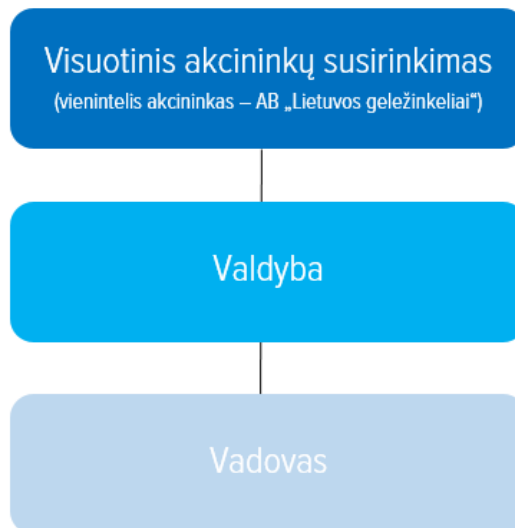 Visuotinis akcininkų susirinkimas
(vienintelis akcininkas – AB „Lietuvos geležinkeliai“)
Valdyba
Vadovas